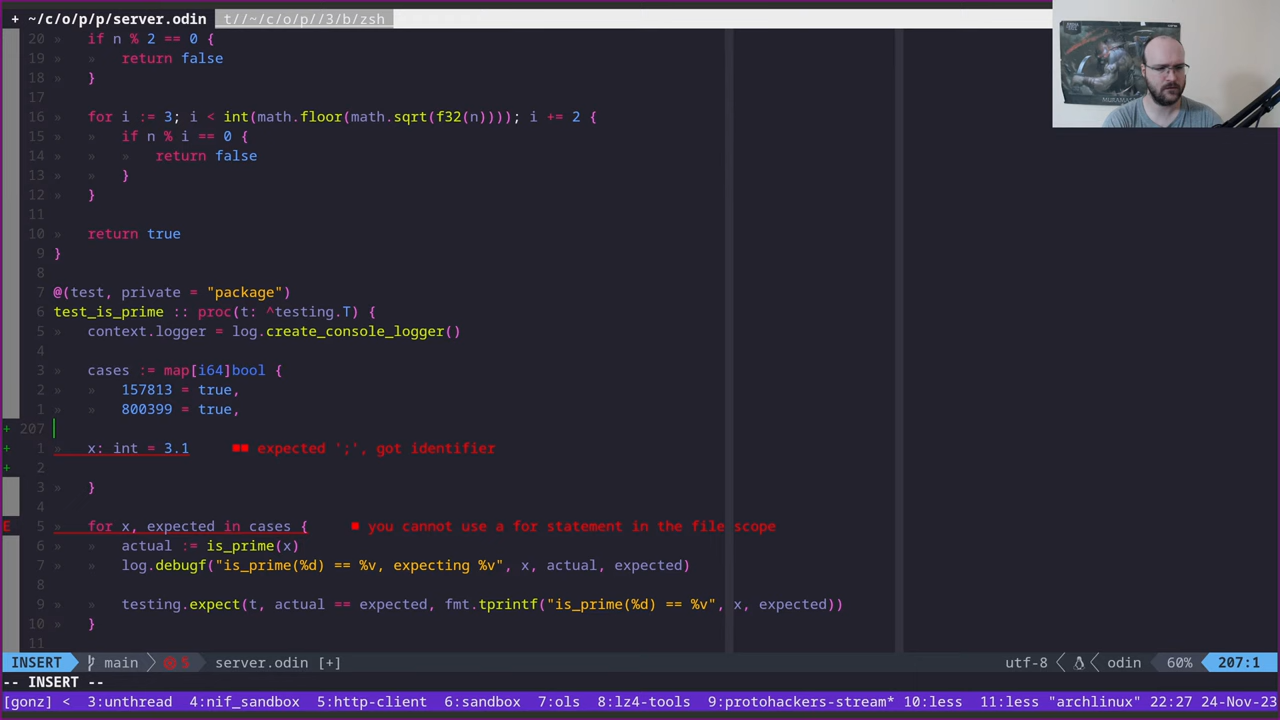 + ~/c/o/p/p/server.odin t//~/c/o/p//3/b/zsh
20 » if n % 2 == 0 {
19 » » return false
18 » }
17
16 » for i := 3; i < int(math.floor(math.sqrt(f32(n)))); i += 2 {
15 » » if n % i == 0 {
14 » » » return false
13 » » }
12 » }
11
10 » return true
9 }
8
7 @(test, private = "package")
6 test_is_prime :: proc(t: ^testing.T) {
5 » context.logger = log.create_console_logger()
4
3 » cases := map[i64]bool {
2 » » 157813 = true,
1 » » 800399 = true,
+ 207
+ 1 » x: int = 3.1 ■■ expected ';', got identifier
+ 2
3 » }
4
E 5 » for x, expected in cases { ■ you cannot use a for statement in the file scope
6 » » actual := is_prime(x)
7 » » log.debugf("is_prime(%d) == %v, expecting %v", x, actual, expected)
8
9 » » testing.expect(t, actual == expected, fmt.tprintf("is_prime(%d) == %v", x, expected))
10 » }
11
INSERT main 5 server.odin [+] utf-8 odin 60% 207:1
-- INSERT --
[gonz] < 3:unthread 4:nif_sandbox 5:http-client 6:sandbox 7:ols 8:lz4-tools 9:protohackers-stream* 10:less 11:less "archlinux" 22:27 24-Nov-23